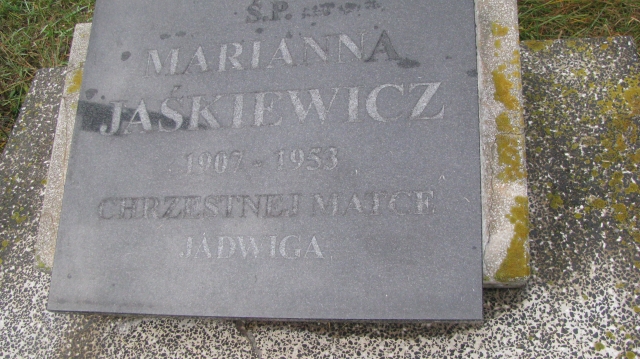 Ś.P.
MARIANNA
JAŚKIEWICZ
1907 - 1953
CHRZESTNEJ MATCE
JADWIGA